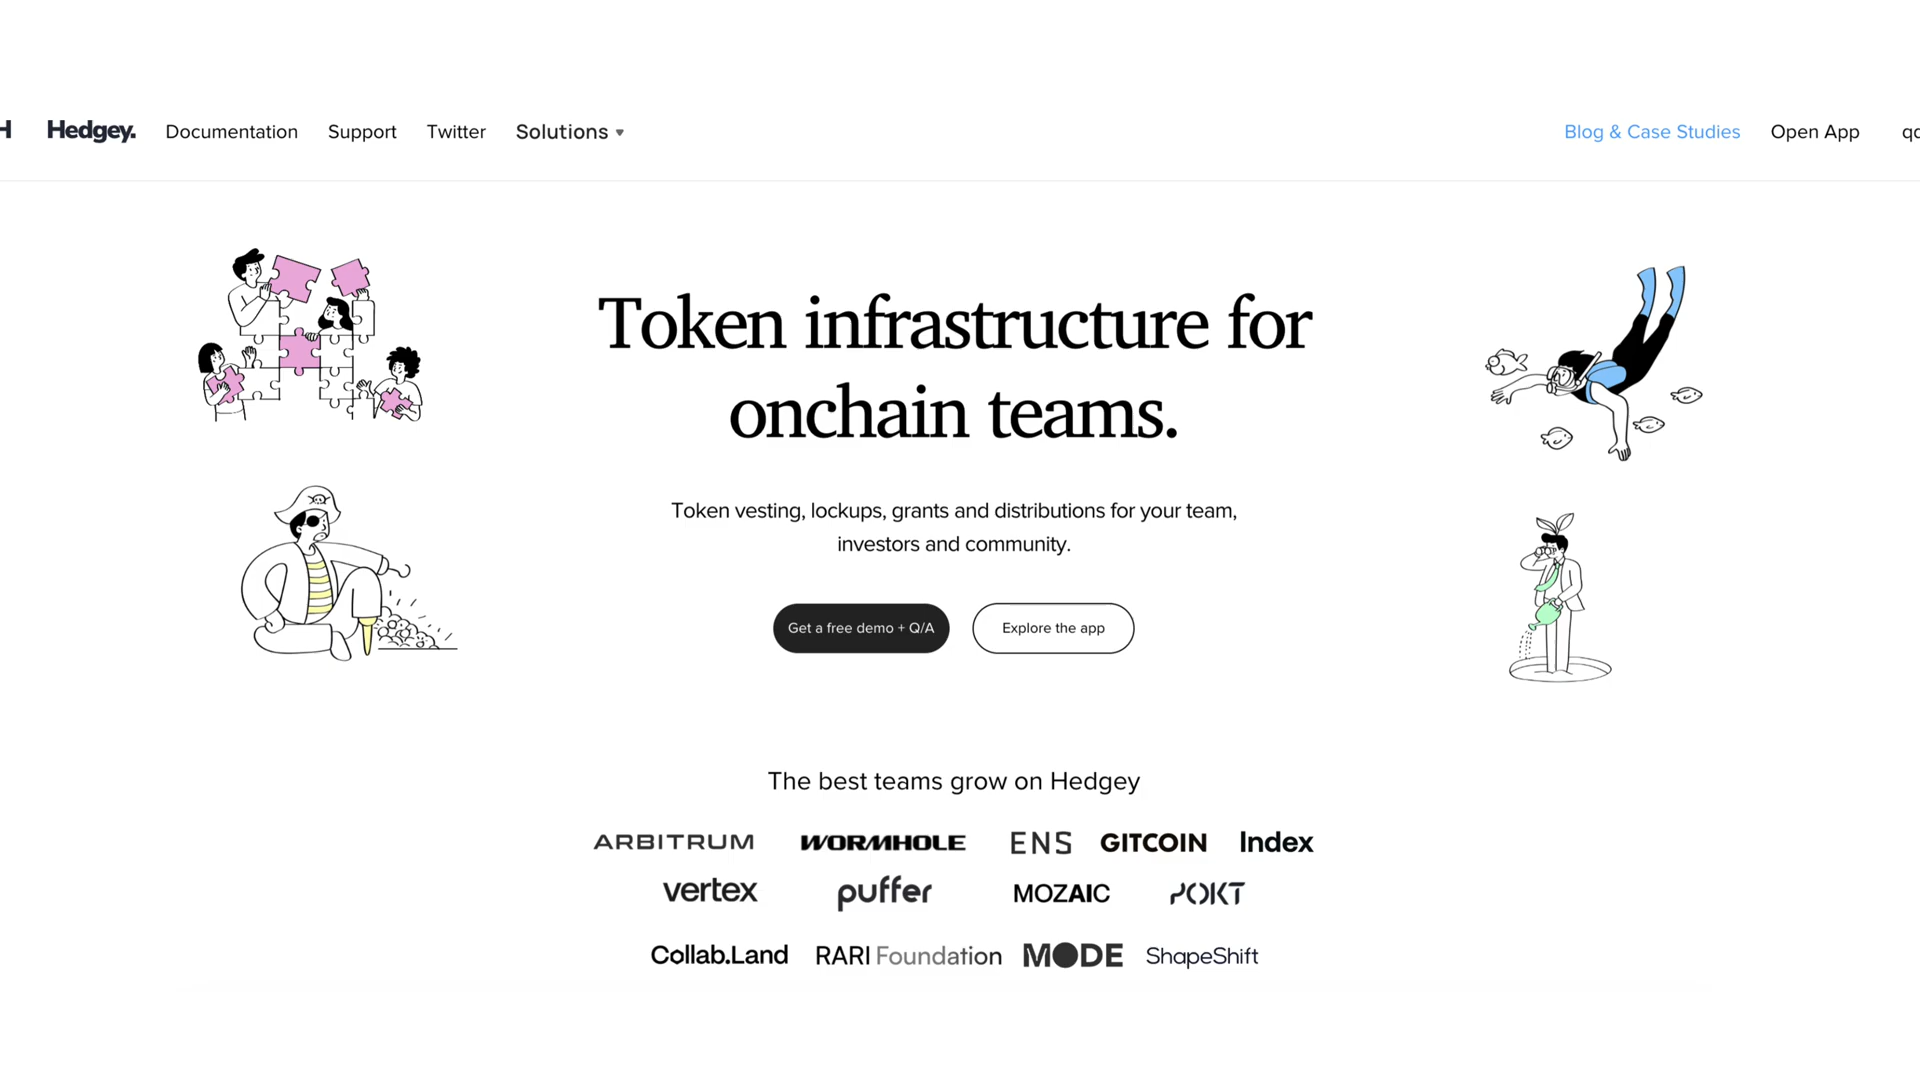 H Hedgey. Documentation Support Twitter Solutions Blog & Case Studies Open App
Token infrastructure for
onchain teams.
Token vesting, lockups, grants and distributions for your team,
investors and community.
Get a free demo + Q/A Explore the app
The best teams grow on Hedgey
ARBITRUM WORMHOLE ENS GITCOIN Index
vertex puffer MOZAIC POKT
Collab.Land RARI Foundation MODE ShapeShift